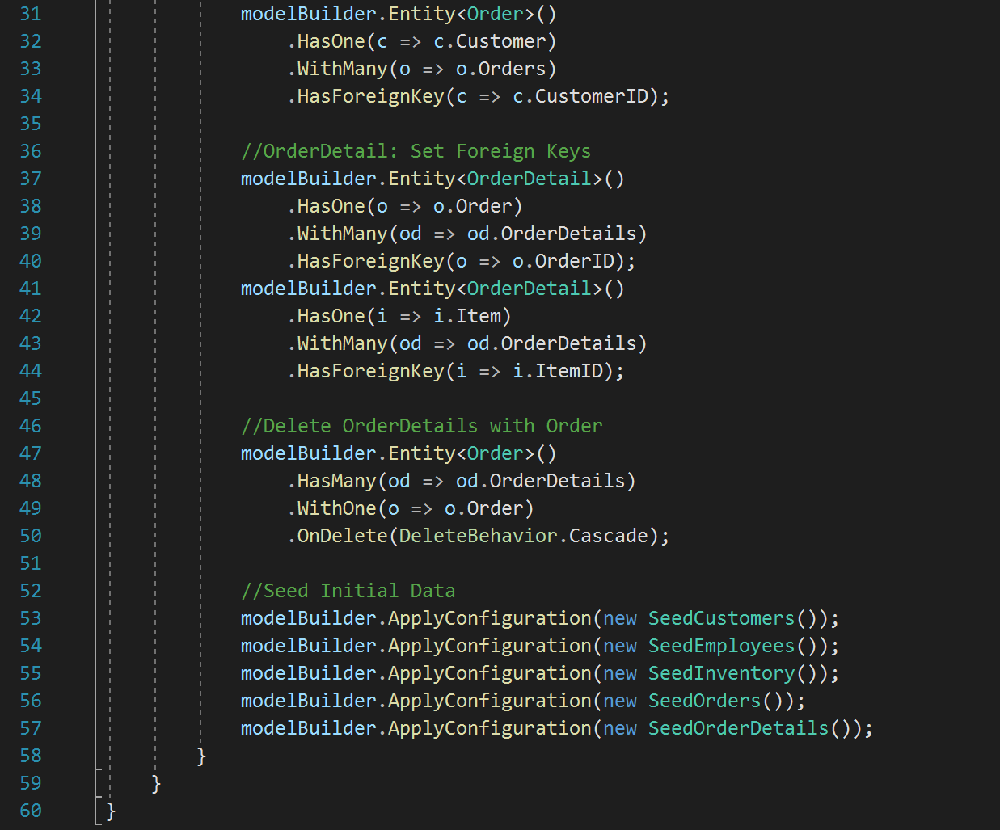 31 modelBuilder.Entity<Order>()
32 .HasOne(c => c.Customer)
33 .WithMany(o => o.Orders)
34 .HasForeignKey(c => c.CustomerID);
35
36 //OrderDetail: Set Foreign Keys
37 modelBuilder.Entity<OrderDetail>()
38 .HasOne(o => o.Order)
39 .WithMany(od => od.OrderDetails)
40 .HasForeignKey(o => o.OrderID);
41 modelBuilder.Entity<OrderDetail>()
42 .HasOne(i => i.Item)
43 .WithMany(od => od.OrderDetails)
44 .HasForeignKey(i => i.ItemID);
45
46 //Delete OrderDetails with Order
47 modelBuilder.Entity<Order>()
48 .HasMany(od => od.OrderDetails)
49 .WithOne(o => o.Order)
50 .OnDelete(DeleteBehavior.Cascade);
51
52 //Seed Initial Data
53 modelBuilder.ApplyConfiguration(new SeedCustomers());
54 modelBuilder.ApplyConfiguration(new SeedEmployees());
55 modelBuilder.ApplyConfiguration(new SeedInventory());
56 modelBuilder.ApplyConfiguration(new SeedOrders());
57 modelBuilder.ApplyConfiguration(new SeedOrderDetails());
58 }
59 }
60 }